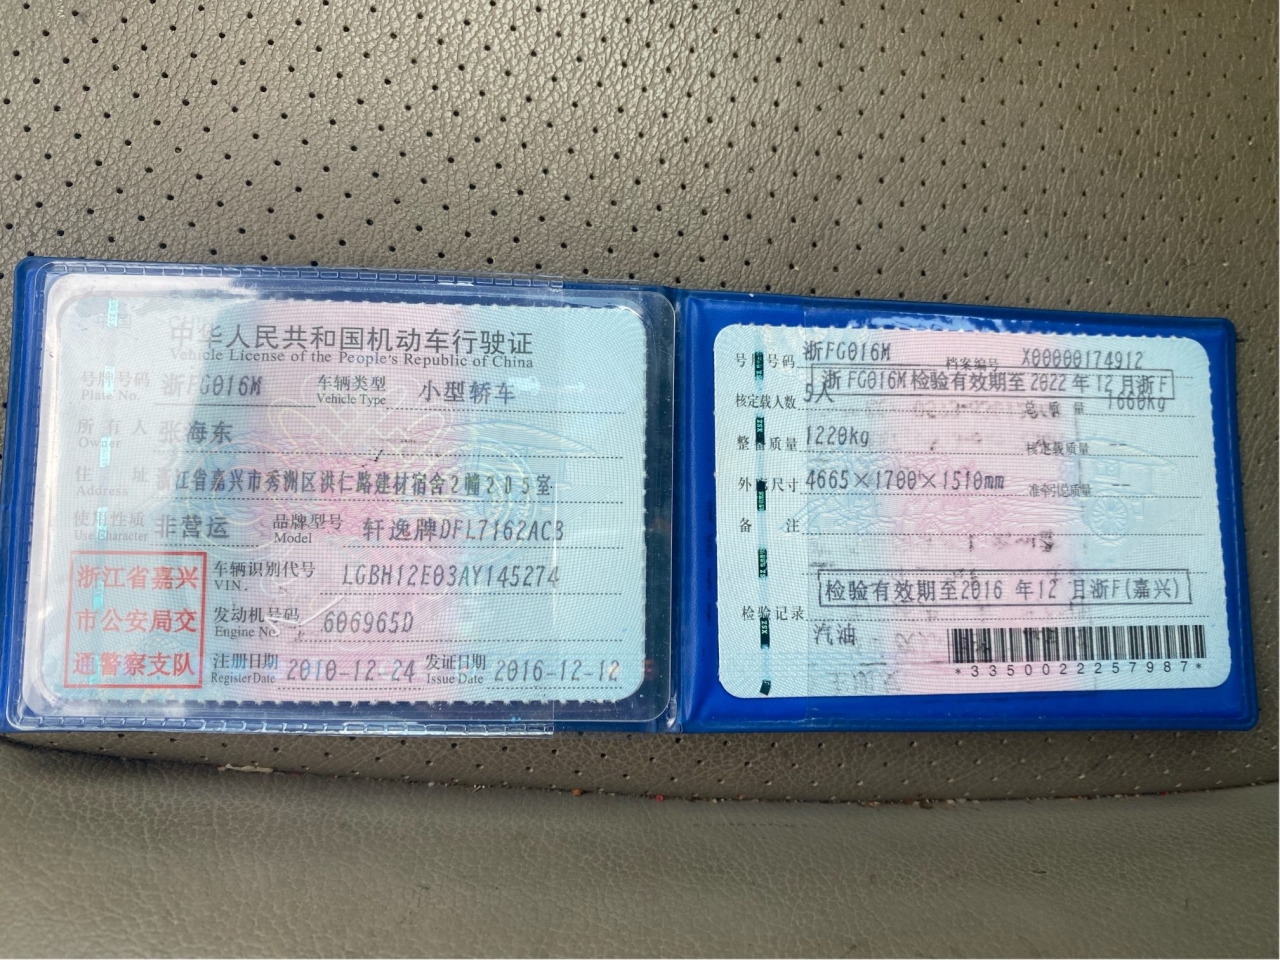 中华人民共和国机动车行驶证
Vehicle License of the People's Republic of China
号牌号码 浙FG016M 车辆类型 小型轿车
Plate No. Vehicle Type
所有人 张海东
Owner
住址 浙江省嘉兴市秀洲区洪仁路建材宿舍2幢205室
Address
使用性质 非营运 品牌型号 轩逸牌DFL7162ACB
Use Character Model
浙江省嘉兴
市公安局交
通警察支队
车辆识别代号 LGBH12E03AY145274
VIN.
发动机号码 606965D
Engine No.
注册日期 2010-12-24 发证日期 2016-12-12
Register Date Issue Date
号牌号码 浙FG016M 档案编号 X00000174912
浙FG016M检验有效期至2022年12月浙F
核定载人数 5人 总质量 1660kg
整备质量 1220kg 核定载质量 --
外廓尺寸 4665×1700×1510mm 准牵引总质量 --
备注
检验有效期至2016年12月浙F(嘉兴)
检验记录
汽油
*3350022257987*